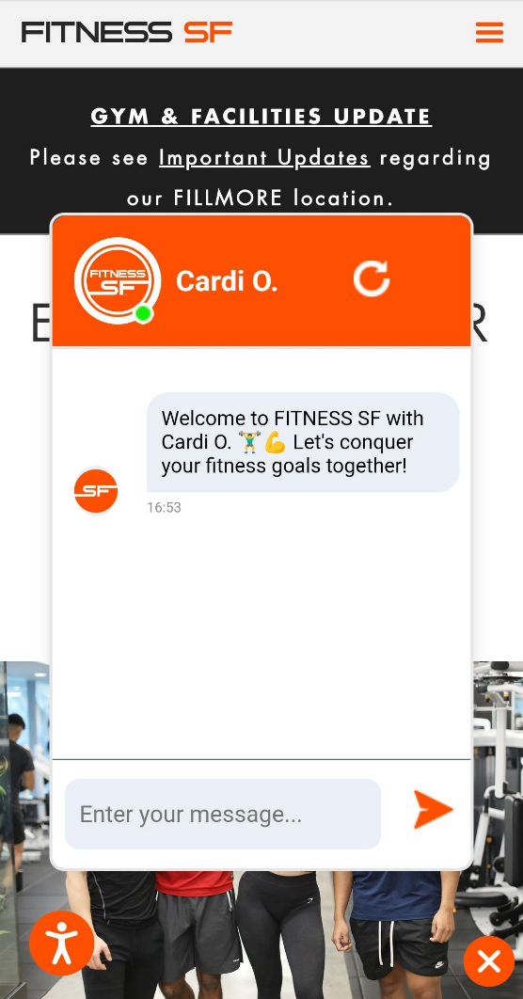 FITNESS SF
GYM & FACILITIES UPDATE
Please see Important Updates regarding
our FILLMORE location.
FITNESS
SF
Cardi O.
Welcome to FITNESS SF with
Cardi O. 🏋️‍♂️💪 Let's conquer
your fitness goals together!
SF
16:53
Enter your message...